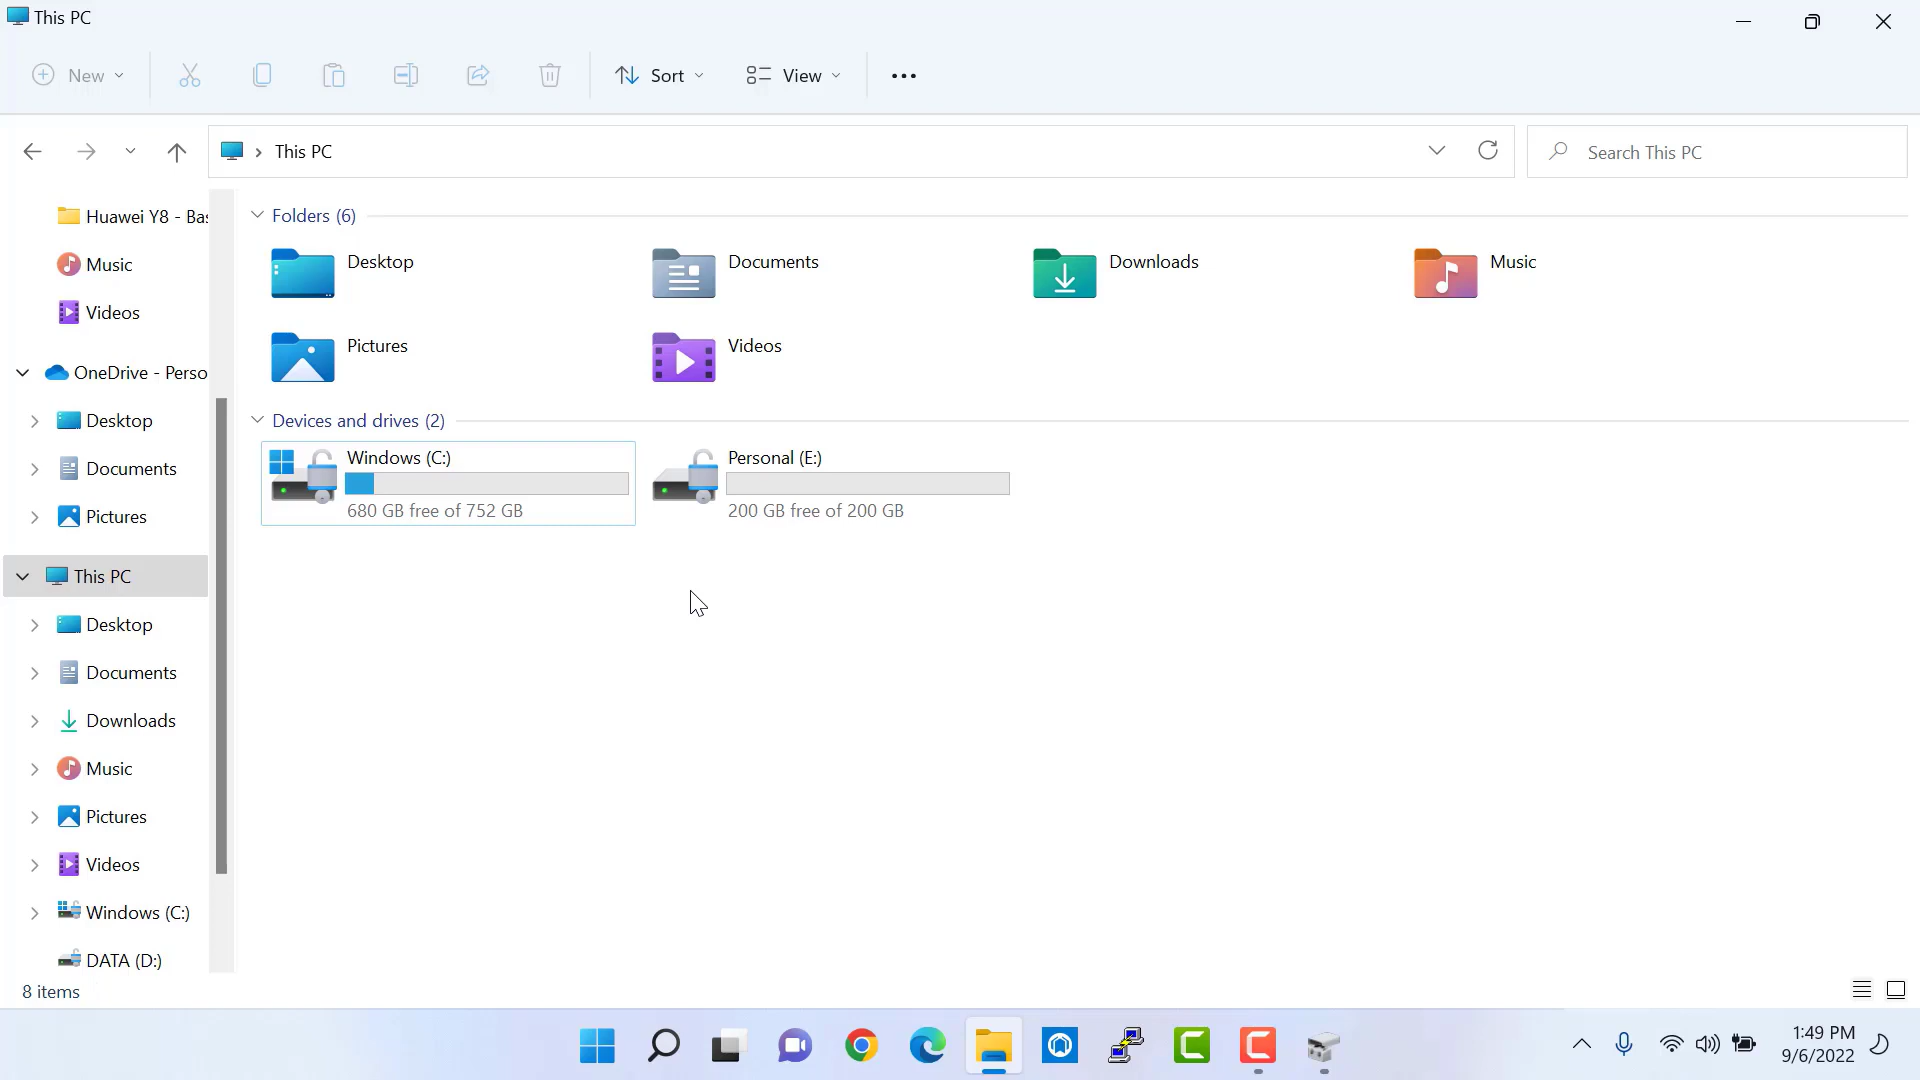 This PC
New
Sort
View
This PC
Search This PC
Huawei Y8 - Bas
Music
Videos
OneDrive - Perso
Desktop
Documents
Pictures
This PC
Desktop
Documents
Downloads
Music
Pictures
Videos
Windows (C:)
DATA (D:)
Folders (6)
Desktop
Documents
Downloads
Music
Pictures
Videos
Devices and drives (2)
Windows (C:)
680 GB free of 752 GB
Personal (E:)
200 GB free of 200 GB
8 items
1:49 PM
9/6/2022